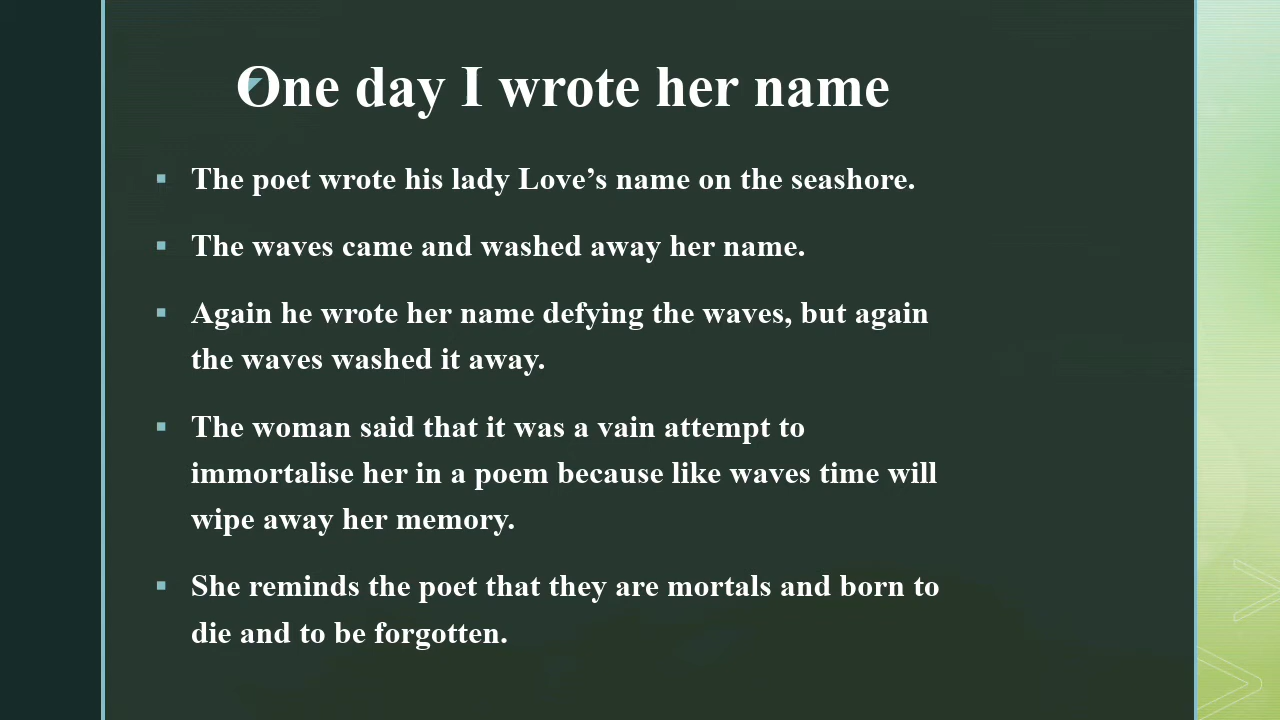 One day I wrote her name
▪ The poet wrote his lady Love’s name on the seashore.
▪ The waves came and washed away her name.
▪ Again he wrote her name defying the waves, but again
the waves washed it away.
▪ The woman said that it was a vain attempt to
immortalise her in a poem because like waves time will
wipe away her memory.
▪ She reminds the poet that they are mortals and born to
die and to be forgotten.